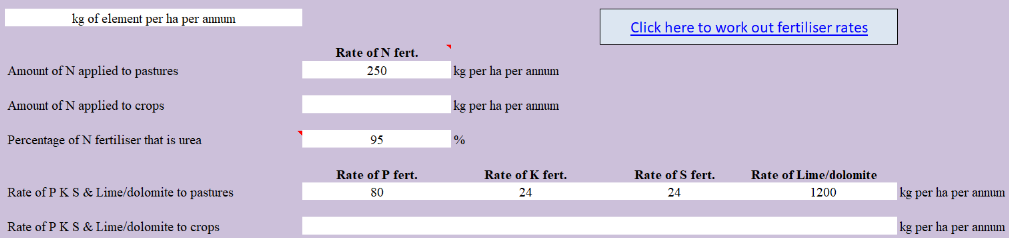 kg of element per ha per annum
Click here to work out fertiliser rates
Rate of N fert.
Amount of N applied to pastures 250 kg per ha per annum
Amount of N applied to crops kg per ha per annum
Percentage of N fertiliser that is urea 95 %
Rate of P fert. Rate of K fert. Rate of S fert. Rate of Lime/dolomite
Rate of P K S & Lime/dolomite to pastures 80 24 24 1200 kg per ha per annum
Rate of P K S & Lime/dolomite to crops kg per ha per annum